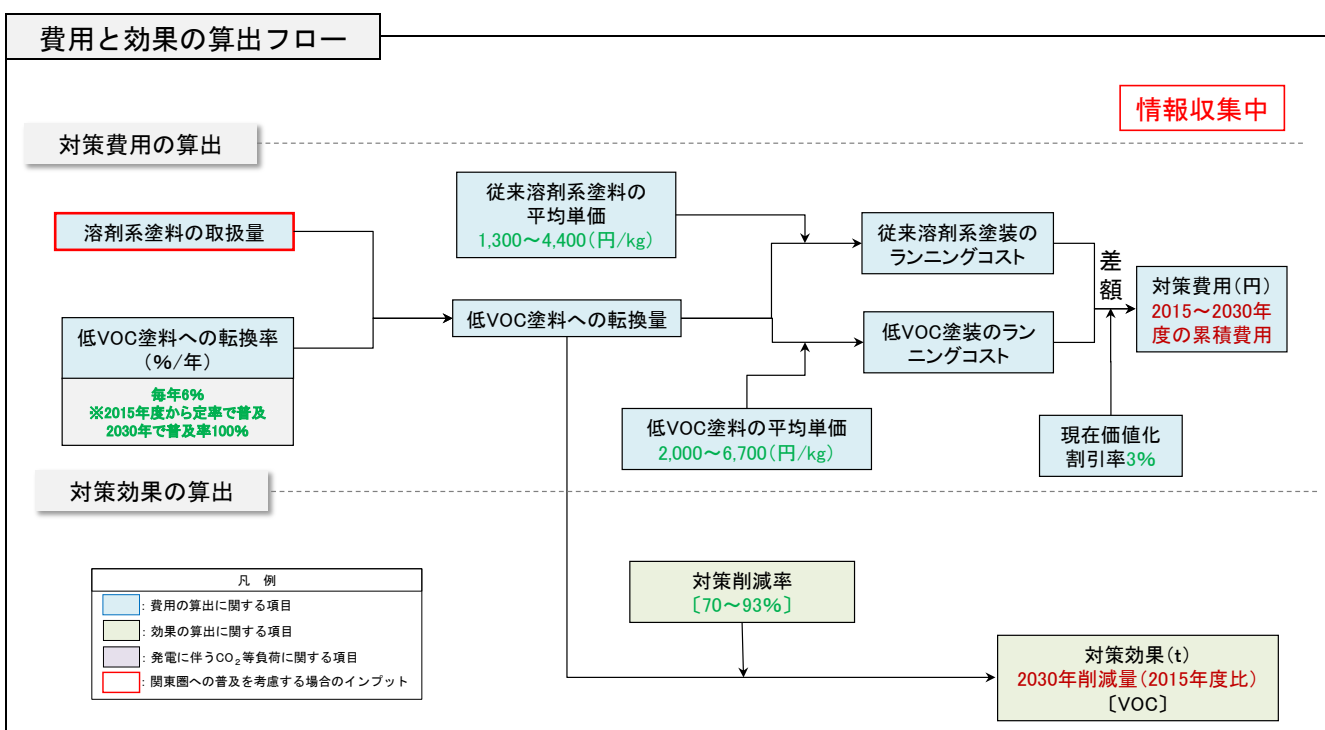 費用と効果の算出フロー
情報収集中
対策費用の算出
溶剤系塗料の取扱量
従来溶剤系塗料の
平均単価
1,300～4,400(円/kg)
従来溶剤系塗装の
ランニングコスト
差
額
対策費用(円)
2015～2030年
度の累積費用
低VOC塗料への転換率
(%/年)
毎年6%
※2015年度から定率で普及
2030年で普及率100%
低VOC塗料への転換量
低VOC塗装のラン
ニングコスト
低VOC塗料の平均単価
2,000～6,700(円/kg)
現在価値化
割引率3%
対策効果の算出
凡 例
: 費用の算出に関する項目
: 効果の算出に関する項目
: 発電に伴うCO₂等負荷に関する項目
: 関東圏への普及を考慮する場合のインプット
対策削減率
〔70～93%〕
対策効果(t)
2030年削減量(2015年度比)
〔VOC〕